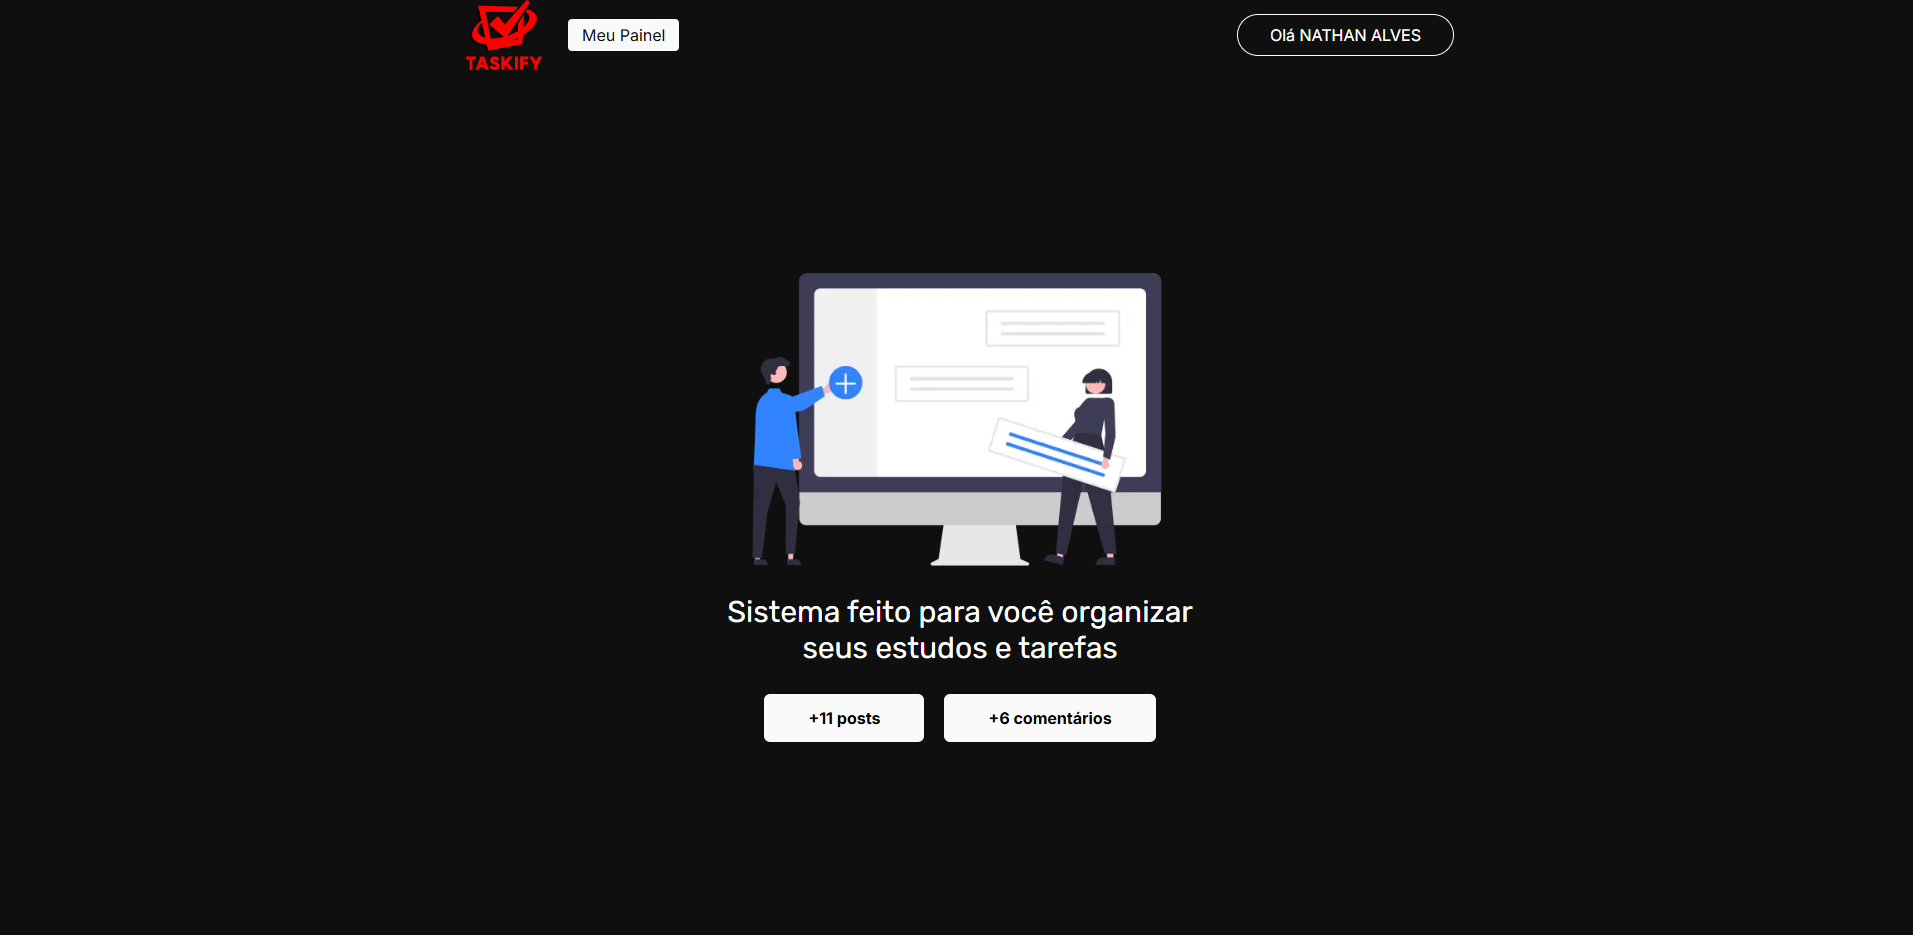 TASKIFY
Meu Painel
Olá NATHAN ALVES
Sistema feito para você organizar
seus estudos e tarefas
+11 posts
+6 comentários